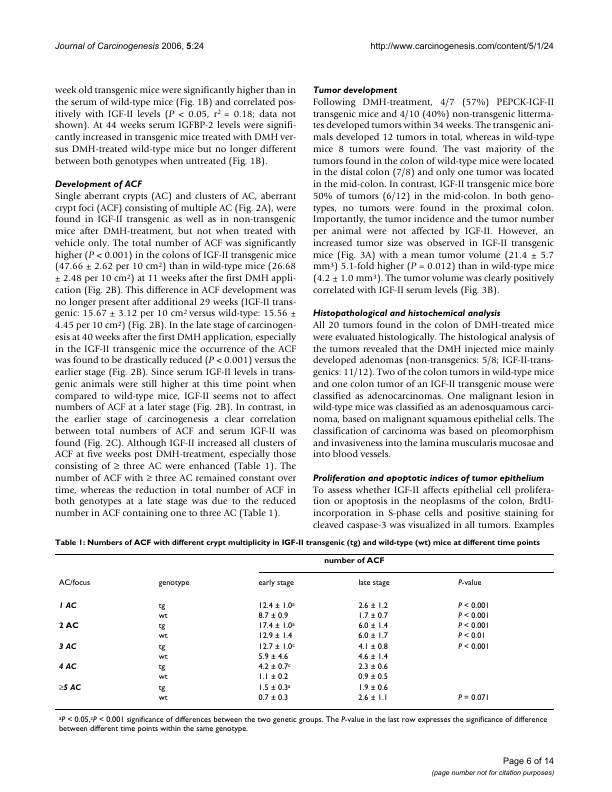 Journal of Carcinogenesis 2006, 5:24
http://www.carcinogenesis.com/content/5/1/24
week old transgenic mice were significantly higher than in
the serum of wild-type mice (Fig. 1B) and correlated pos-
itively with IGF-II levels (P < 0.05, r² = 0.18; data not
shown). At 44 weeks serum IGFBP-2 levels were signifi-
cantly increased in transgenic mice treated with DMH ver-
sus DMH-treated wild-type mice but no longer different
between both genotypes when untreated (Fig. 1B).
Development of ACF
Single aberrant crypts (AC) and clusters of AC, aberrant
crypt foci (ACF) consisting of multiple AC (Fig. 2A), were
found in IGF-II transgenic as well as in non-transgenic
mice after DMH-treatment, but not when treated with
vehicle only. The total number of ACF was significantly
higher (P < 0.001) in the colons of IGF-II transgenic mice
(47.66 ± 2.62 per 10 cm²) than in wild-type mice (26.68
± 2.48 per 10 cm²) at 11 weeks after the first DMH appli-
cation (Fig. 2B). This difference in ACF development was
no longer present after additional 29 weeks (IGF-II trans-
genic: 15.67 ± 3.12 per 10 cm² versus wild-type: 15.56 ±
4.45 per 10 cm²) (Fig. 2B). In the late stage of carcinogen-
esis at 40 weeks after the first DMH application, especially
in the IGF-II transgenic mice the occurrence of the ACF
was found to be drastically reduced (P < 0.001) versus the
earlier stage (Fig. 2B). Since serum IGF-II levels in trans-
genic animals were still higher at this time point when
compared to wild-type mice, IGF-II seems not to affect
numbers of ACF at a later stage (Fig. 2B). In contrast, in
the earlier stage of carcinogenesis a clear correlation
between total numbers of ACF and serum IGF-II was
found (Fig. 2C). Although IGF-II increased all clusters of
ACF at five weeks post DMH-treatment, especially those
consisting of ≥ three AC were enhanced (Table 1). The
number of ACF with ≥ three AC remained constant over
time, whereas the reduction in total number of ACF in
both genotypes at a late stage was due to the reduced
number in ACF containing one to three AC (Table 1).
Tumor development
Following DMH-treatment, 4/7 (57%) PEPCK-IGF-II
transgenic mice and 4/10 (40%) non-transgenic litterma-
tes developed tumors within 34 weeks. The transgenic ani-
mals developed 12 tumors in total, whereas in wild-type
mice 8 tumors were found. The vast majority of the
tumors found in the colon of wild-type mice were located
in the distal colon (7/8) and only one tumor was located
in the mid-colon. In contrast, IGF-II transgenic mice bore
50% of tumors (6/12) in the mid-colon. In both geno-
types, no tumors were found in the proximal colon.
Importantly, the tumor incidence and the tumor number
per animal were not affected by IGF-II. However, an
increased tumor size was observed in IGF-II transgenic
mice (Fig. 3A) with a mean tumor volume (21.4 ± 5.7
mm³) 5.1-fold higher (P = 0.012) than in wild-type mice
(4.2 ± 1.0 mm³). The tumor volume was clearly positively
correlated with IGF-II serum levels (Fig. 3B).
Histopathological and histochemical analysis
All 20 tumors found in the colon of DMH-treated mice
were evaluated histologically. The histological analysis of
the tumors revealed that the DMH injected mice mainly
developed adenomas (non-transgenics: 5/8; IGF-II-trans-
genics: 11/12). Two of the colon tumors in wild-type mice
and one colon tumor of an IGF-II transgenic mouse were
classified as adenocarcinomas. One malignant lesion in
wild-type mice was classified as an adenosquamous carci-
noma, based on malignant squamous epithelial cells. The
classification of carcinoma was based on pleomorphism
and invasiveness into the lamina muscularis mucosae and
into blood vessels.
Proliferation and apoptotic indices of tumor epithelium
To assess whether IGF-II affects epithelial cell prolifera-
tion or apoptosis in the neoplasms of the colon, BrdU-
incorporation in S-phase cells and positive staining for
cleaved caspase-3 was visualized in all tumors. Examples
Table 1: Numbers of ACF with different crypt multiplicity in IGF-II transgenic (tg) and wild-type (wt) mice at different time points
number of ACF
AC/focus genotype early stage late stage P-value
1 AC tg 12.4 ± 1.0ᵃ 2.6 ± 1.2 P < 0.001
wt 8.7 ± 0.9 1.7 ± 0.7 P < 0.001
2 AC tg 17.4 ± 1.0ᵃ 6.0 ± 1.4 P < 0.001
wt 12.9 ± 1.4 6.0 ± 1.7 P < 0.01
3 AC tg 12.7 ± 1.0ᶜ 4.1 ± 0.8 P < 0.001
wt 5.9 ± 4.6 4.6 ± 1.4
4 AC tg 4.2 ± 0.7ᶜ 2.3 ± 0.6
wt 1.1 ± 0.2 0.9 ± 0.5
≥5 AC tg 1.5 ± 0.3ᵃ 1.9 ± 0.6
wt 0.7 ± 0.3 2.6 ± 1.1 P = 0.071
ᵃP < 0.05,ᶜP < 0.001 significance of differences between the two genetic groups. The P-value in the last row expresses the significance of difference
between different time points within the same genotype.
Page 6 of 14
(page number not for citation purposes)